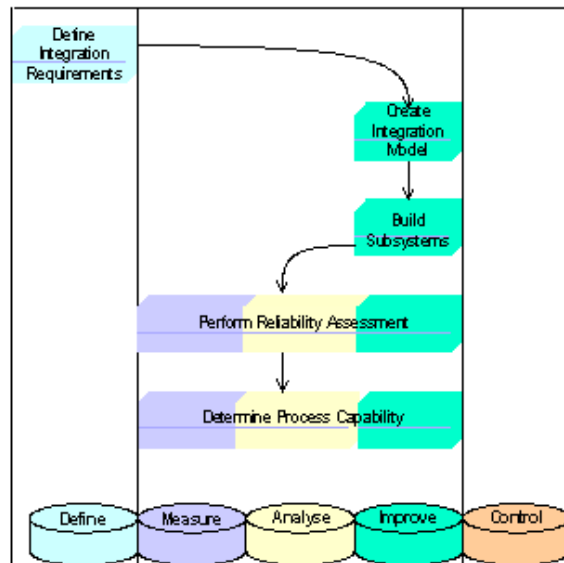 Define
Integration
Requirements
Create
Integration
Model
Build
Subsystems
Perform Reliability Assessment
Determine Process Capability
Define
Measure
Analyse
Improve
Control